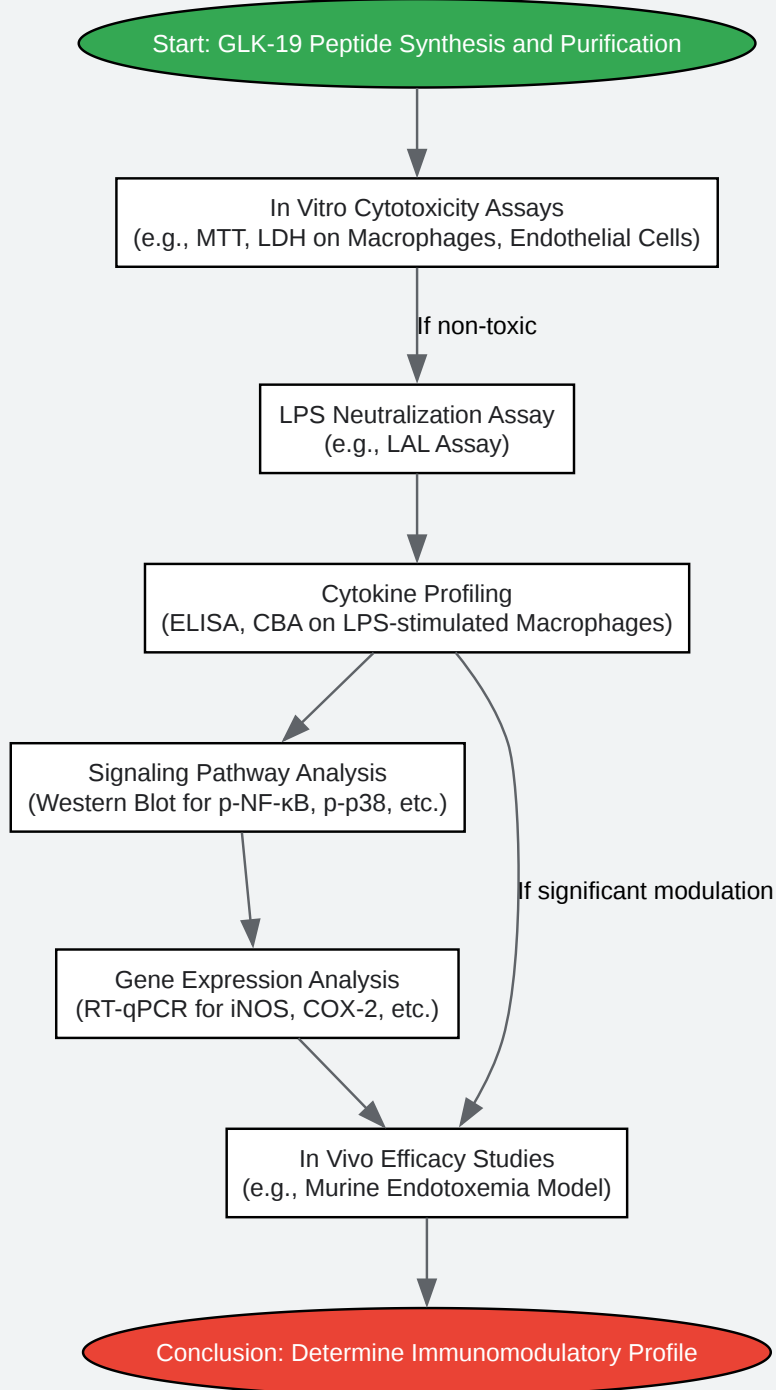 Start: GLK-19 Peptide Synthesis and Purification
In Vitro Cytotoxicity Assays
(e.g., MTT, LDH on Macrophages, Endothelial Cells)
If non-toxic
LPS Neutralization Assay
(e.g., LAL Assay)
Cytokine Profiling
(ELISA, CBA on LPS-stimulated Macrophages)
Signaling Pathway Analysis
(Western Blot for p-NF-κB, p-p38, etc.)
If significant modulation
Gene Expression Analysis
(RT-qPCR for iNOS, COX-2, etc.)
In Vivo Efficacy Studies
(e.g., Murine Endotoxemia Model)
Conclusion: Determine Immunomodulatory Profile